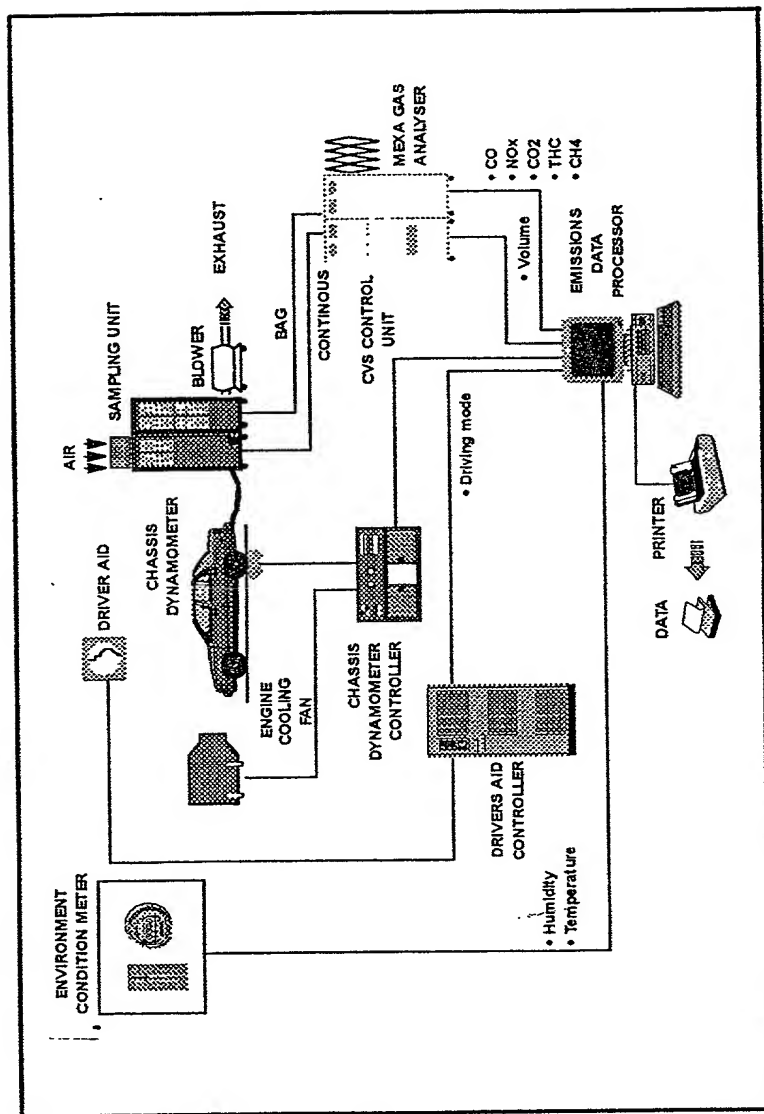 ENVIRONMENT
CONDITION METER
DRIVER AID
AIR
SAMPLING UNIT
BLOWER
EXHAUST
CHASSIS
DYNAMOMETER
ENGINE
COOLING
FAN
BAG
CONTINOUS
CVS CONTROL
UNIT
MEXA GAS
ANALYSER
CHASSIS
DYNAMOMETER
CONTROLLER
DRIVERS AID
CONTROLLER
• Driving mode
• Volume
• CO
• NOx
• CO2
• THC
• CH4
• Humidity
• Temperature
EMISSIONS
DATA
PROCESSOR
PRINTER
DATA